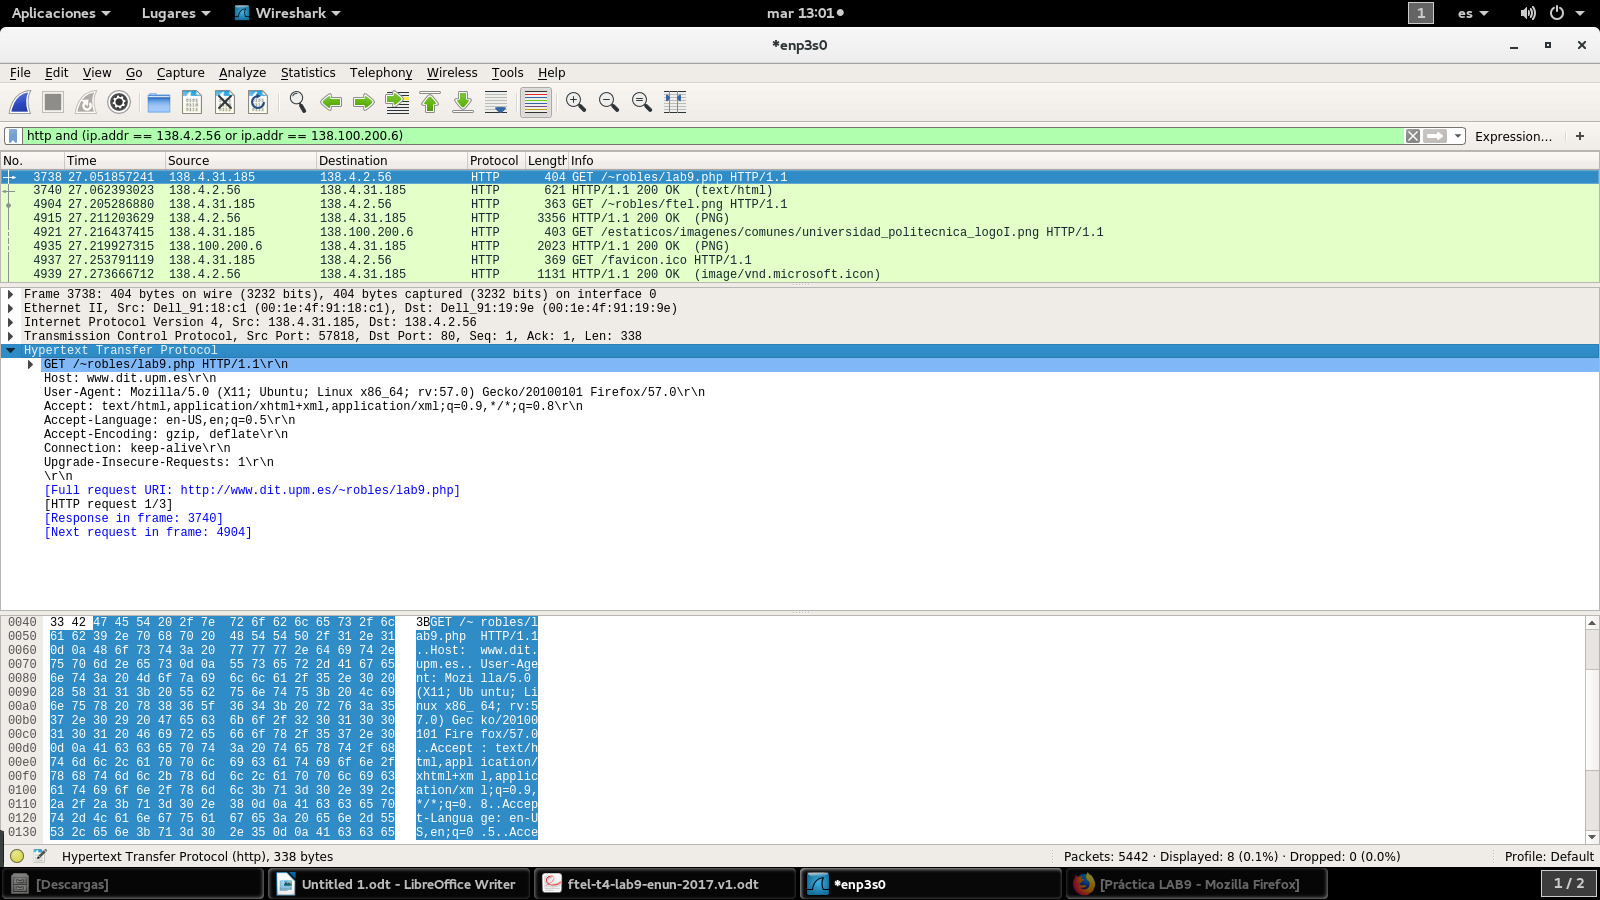 Aplicaciones Lugares Wireshark mar 13:01 1 es
*enp3s0
File Edit View Go Capture Analyze Statistics Telephony Wireless Tools Help
http and (ip.addr == 138.4.2.56 or ip.addr == 138.100.200.6) Expression… +
No. Time Source Destination Protocol Length Info
3738 27.051857241 138.4.31.185 138.4.2.56 HTTP 404 GET /~robles/lab9.php HTTP/1.1
3740 27.062393023 138.4.2.56 138.4.31.185 HTTP 621 HTTP/1.1 200 OK (text/html)
4904 27.205286880 138.4.31.185 138.4.2.56 HTTP 363 GET /~robles/ftel.png HTTP/1.1
4915 27.211203629 138.4.2.56 138.4.31.185 HTTP 3356 HTTP/1.1 200 OK (PNG)
4921 27.216437415 138.4.31.185 138.100.200.6 HTTP 403 GET /estaticos/imagenes/comunes/universidad_politecnica_logoI.png HTTP/1.1
4935 27.219927315 138.100.200.6 138.4.31.185 HTTP 2023 HTTP/1.1 200 OK (PNG)
4937 27.253791119 138.4.31.185 138.4.2.56 HTTP 369 GET /favicon.ico HTTP/1.1
4939 27.273666712 138.4.2.56 138.4.31.185 HTTP 1131 HTTP/1.1 200 OK (image/vnd.microsoft.icon)
Frame 3738: 404 bytes on wire (3232 bits), 404 bytes captured (3232 bits) on interface 0
Ethernet II, Src: Dell_91:18:c1 (00:1e:4f:91:18:c1), Dst: Dell_91:19:9e (00:1e:4f:91:19:9e)
Internet Protocol Version 4, Src: 138.4.31.185, Dst: 138.4.2.56
Transmission Control Protocol, Src Port: 57818, Dst Port: 80, Seq: 1, Ack: 1, Len: 338
Hypertext Transfer Protocol
GET /~robles/lab9.php HTTP/1.1\r\n
Host: www.dit.upm.es\r\n
User-Agent: Mozilla/5.0 (X11; Ubuntu; Linux x86_64; rv:57.0) Gecko/20100101 Firefox/57.0\r\n
Accept: text/html,application/xhtml+xml,application/xml;q=0.9,*/*;q=0.8\r\n
Accept-Language: en-US,en;q=0.5\r\n
Accept-Encoding: gzip, deflate\r\n
Connection: keep-alive\r\n
Upgrade-Insecure-Requests: 1\r\n
\r\n
[Full request URI: http://www.dit.upm.es/~robles/lab9.php]
[HTTP request 1/3]
[Response in frame: 3740]
[Next request in frame: 4904]
0040 33 42 47 45 54 20 2f 7e 72 6f 62 6c 65 73 2f 6c 3BGET /~ robles/l
0050 61 62 39 2e 70 68 70 20 48 54 54 50 2f 31 2e 31 ab9.php HTTP/1.1
0060 0d 0a 48 6f 73 74 3a 20 77 77 77 2e 64 69 74 2e ..Host: www.dit.
0070 75 70 6d 2e 65 73 0d 0a 55 73 65 72 2d 41 67 65 upm.es.. User-Age
0080 6e 74 3a 20 4d 6f 7a 69 6c 6c 61 2f 35 2e 30 20 nt: Mozi lla/5.0
0090 28 58 31 31 3b 20 55 62 75 6e 74 75 3b 20 4c 69 (X11; Ub untu; Li
00a0 6e 75 78 20 78 38 36 5f 36 34 3b 20 72 76 3a 35 nux x86_ 64; rv:5
00b0 37 2e 30 29 20 47 65 63 6b 6f 2f 32 30 31 30 30 7.0) Gec ko/20100
00c0 31 30 31 20 46 69 72 65 66 6f 78 2f 35 37 2e 30 101 Fire fox/57.0
00d0 0d 0a 41 63 63 65 70 74 3a 20 74 65 78 74 2f 68 ..Accept : text/h
00e0 74 6d 6c 2c 61 70 70 6c 69 63 61 74 69 6f 6e 2f tml,appl ication/
00f0 78 68 74 6d 6c 2b 78 6d 6c 2c 61 70 70 6c 69 63 xhtml+xm l,applic
0100 61 74 69 6f 6e 2f 78 6d 6c 3b 71 3d 30 2e 39 2c ation/xm l;q=0.9,
0110 2a 2f 2a 3b 71 3d 30 2e 38 0d 0a 41 63 63 65 70 */*;q=0. 8..Accep
0120 74 2d 4c 61 6e 67 75 61 67 65 3a 20 65 6e 2d 55 t-Langua ge: en-U
0130 53 2c 65 6e 3b 71 3d 30 2e 35 0d 0a 41 63 63 65 S,en;q=0 .5..Acce
Hypertext Transfer Protocol (http), 338 bytes Packets: 5442 · Displayed: 8 (0.1%) · Dropped: 0 (0.0%) Profile: Default
[Descargas] Untitled 1.odt - LibreOffice Writer ftel-t4-lab9-enun-2017.v1.odt *enp3s0 [Práctica LAB9 - Mozilla Firefox] 1 / 2